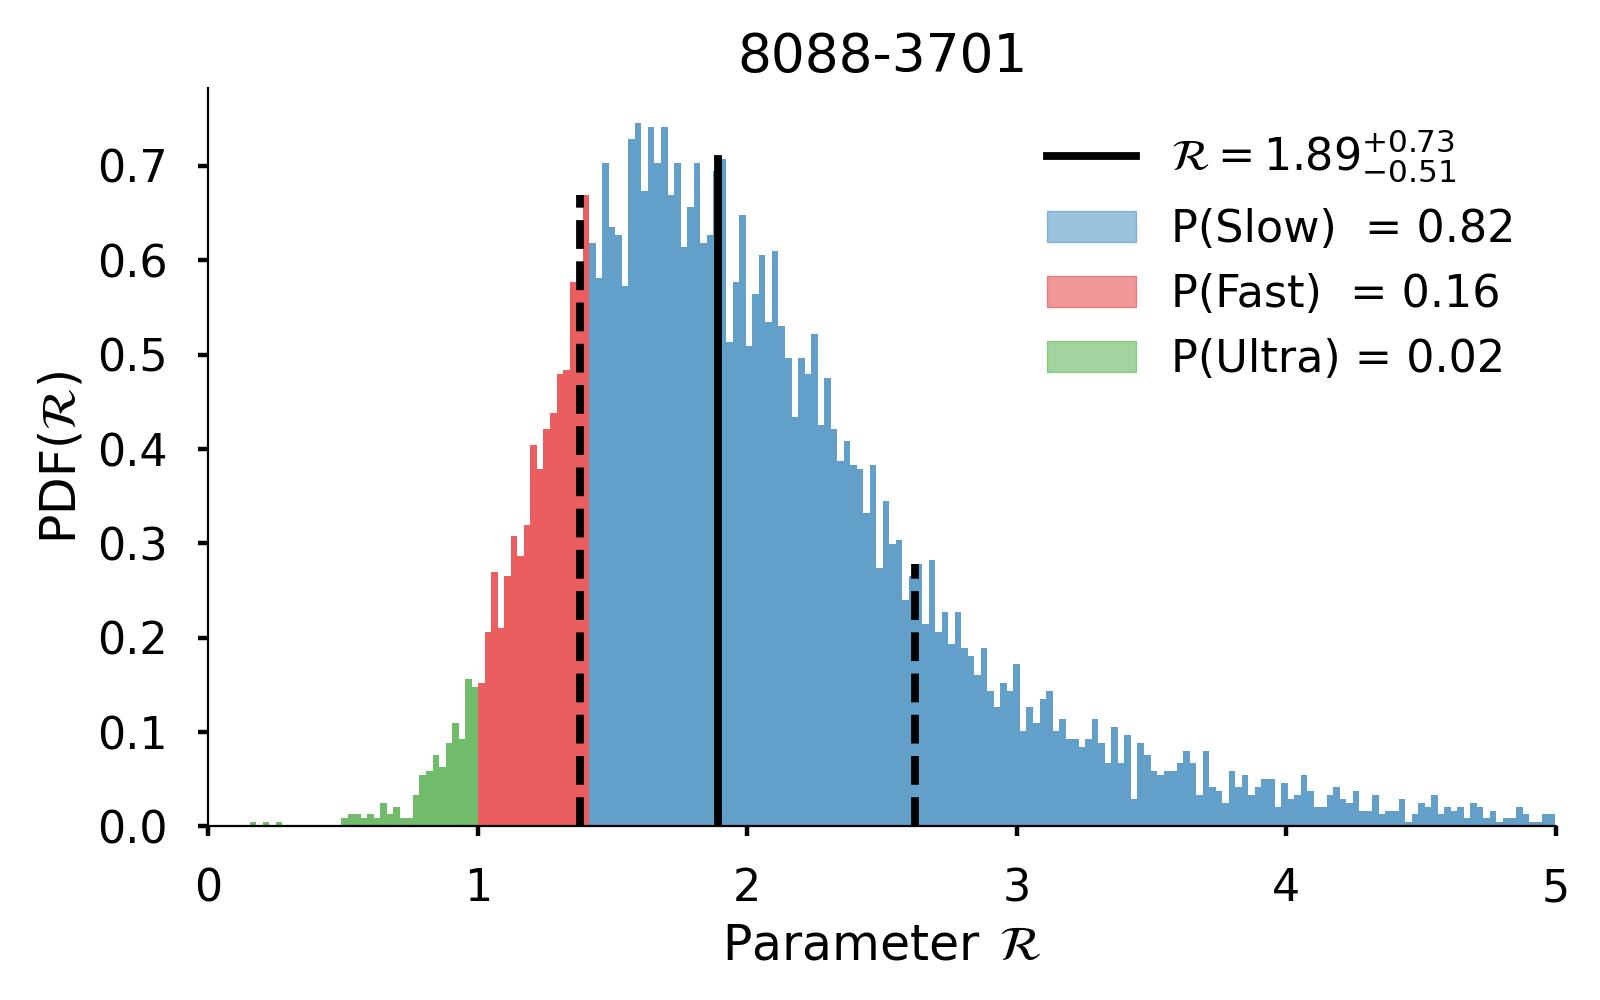 8088-3701
ℛ = 1.89^{+0.73}_{−0.51}
P(Slow) = 0.82
P(Fast) = 0.16
P(Ultra) = 0.02
PDF(ℛ)
0.7
0.6
0.5
0.4
0.3
0.2
0.1
0.0
0 1 2 3 4 5
Parameter ℛ